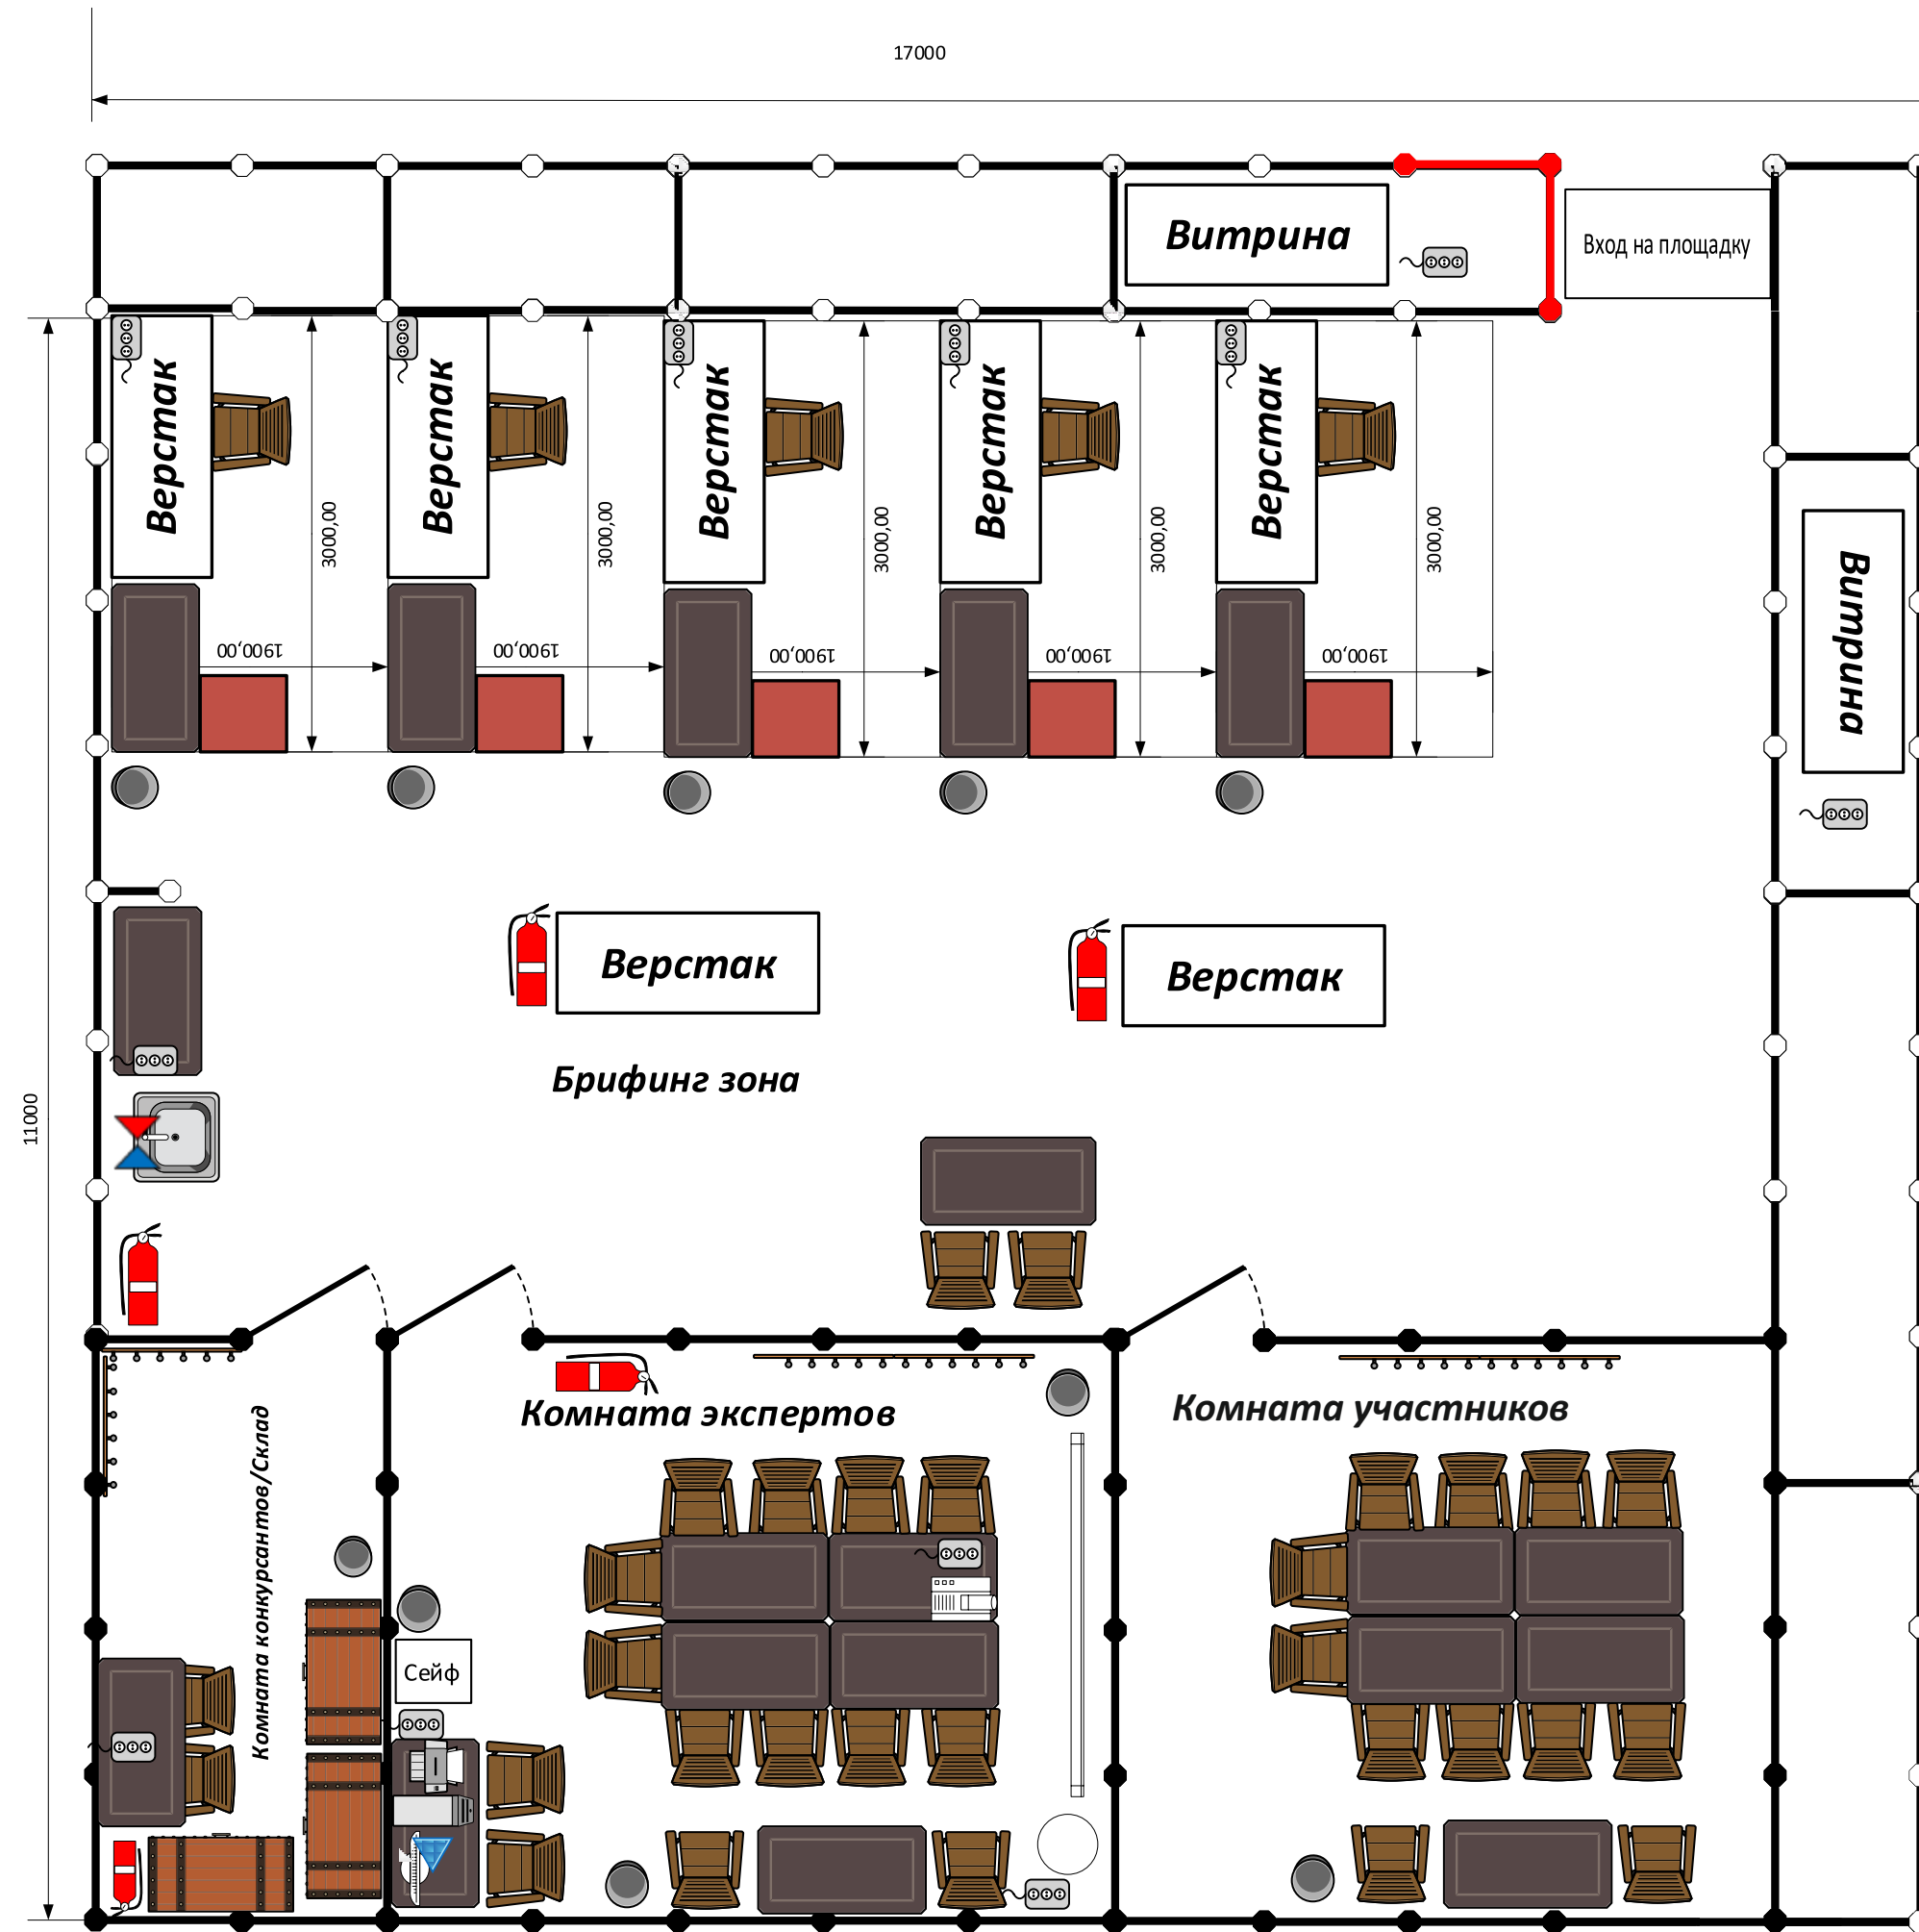 17000
Витрина
Вход на площадку
Верстак
Верстак
Верстак
Верстак
Верстак
3000,00
3000,00
3000,00
3000,00
3000,00
Витрина
1900,00
1900,00
1900,00
1900,00
1900,00
Верстак
Верстак
Брифинг зона
11000
Комната экспертов
Комната участников
Комната конкурсантов/Склад
Сейф